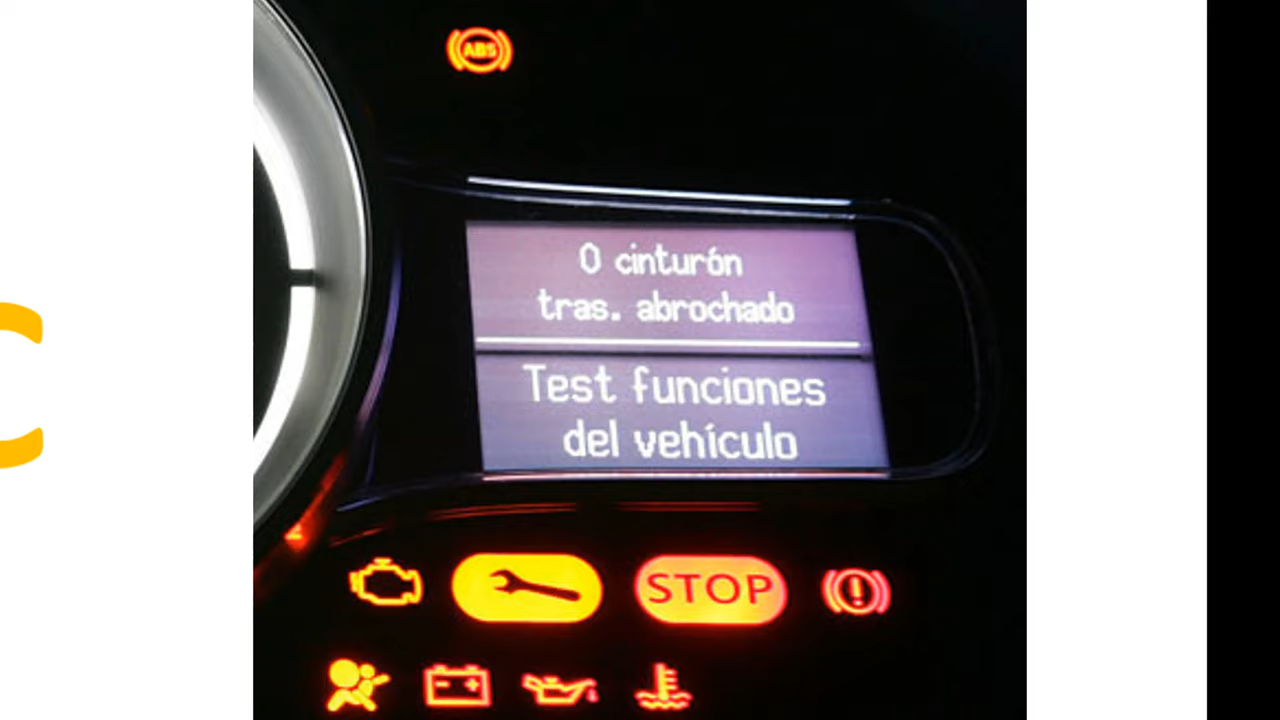 ABS
0 cinturón
tras. abrochado
Test funciones
del vehículo
STOP